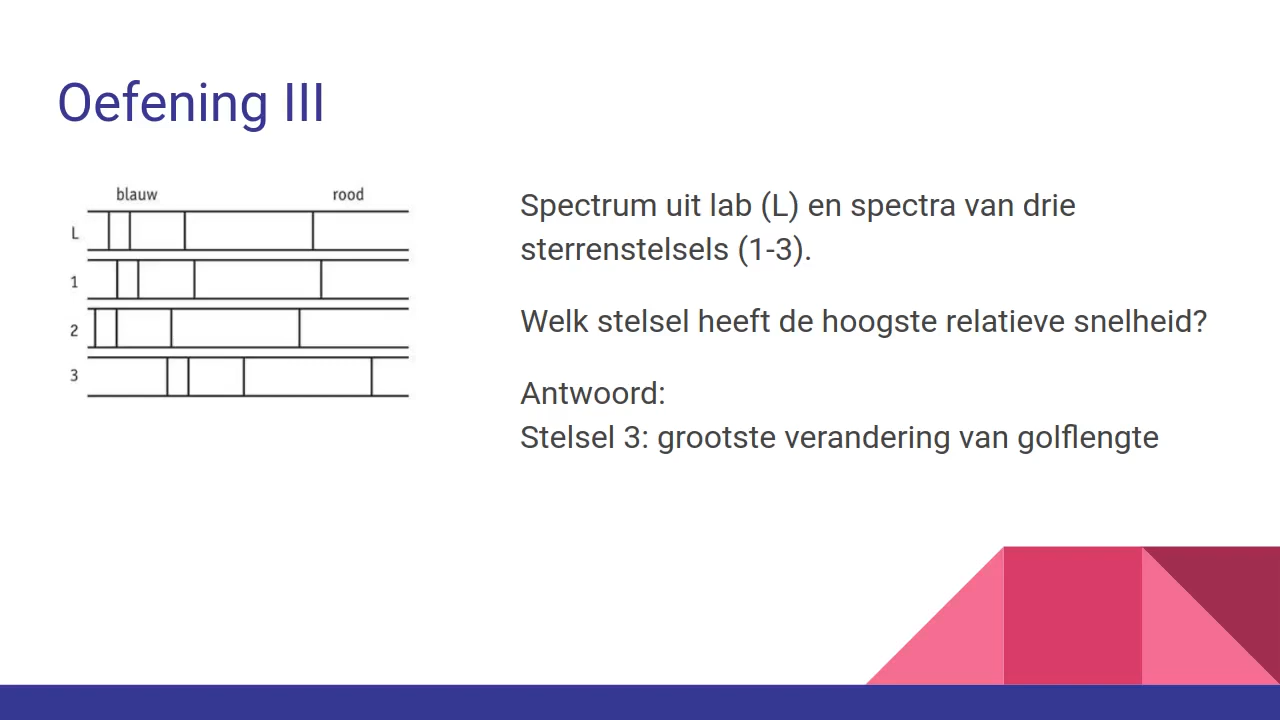 Oefening III
blauw rood
L
1
2
3
Spectrum uit lab (L) en spectra van drie
sterrenstelsels (1-3).
Welk stelsel heeft de hoogste relatieve snelheid?
Antwoord:
Stelsel 3: grootste verandering van golflengte